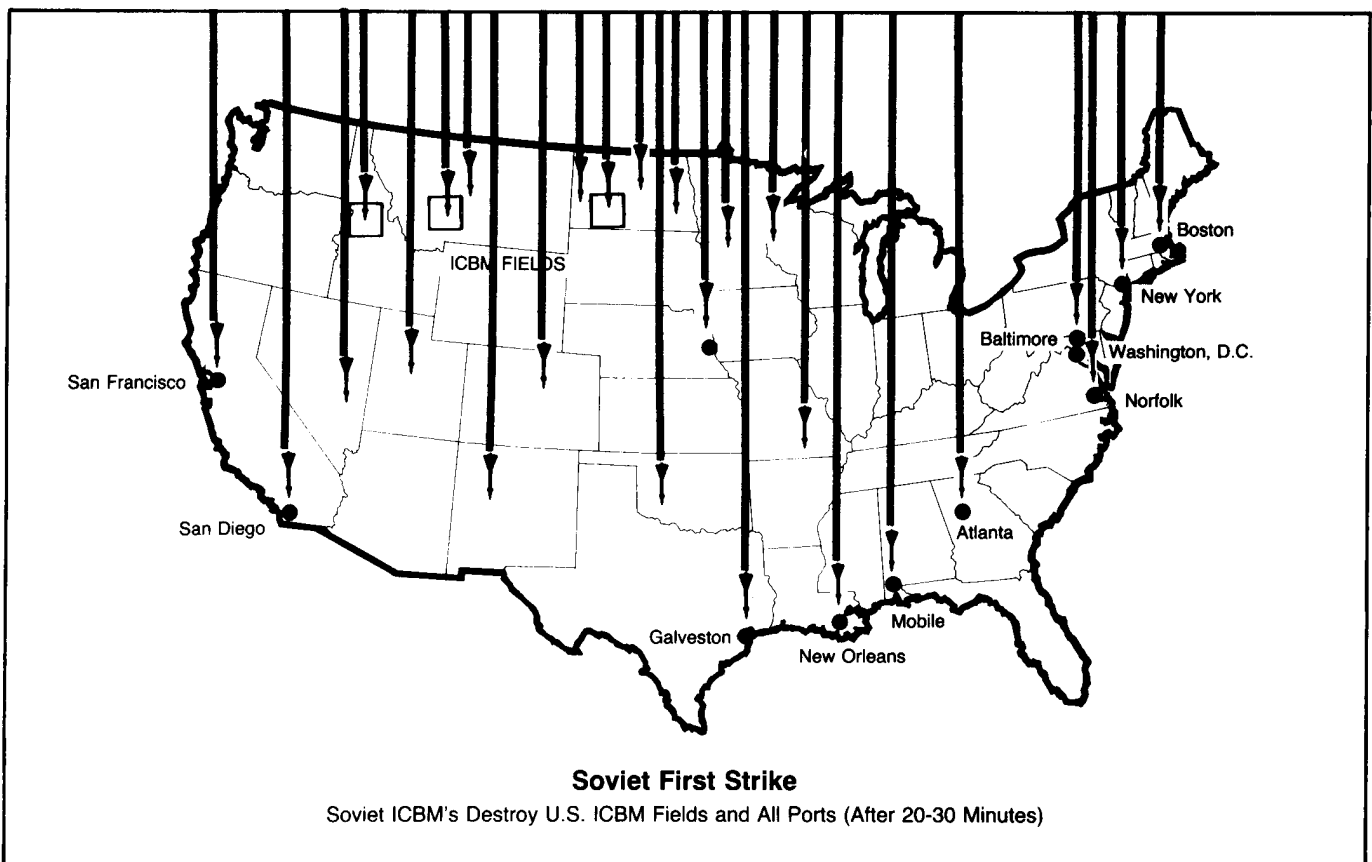 ICBM FIELDS
Boston
New York
Baltimore
Washington, D.C.
San Francisco
Norfolk
San Diego
Atlanta
Galveston
Mobile
New Orleans
Soviet First Strike
Soviet ICBM's Destroy U.S. ICBM Fields and All Ports (After 20-30 Minutes)